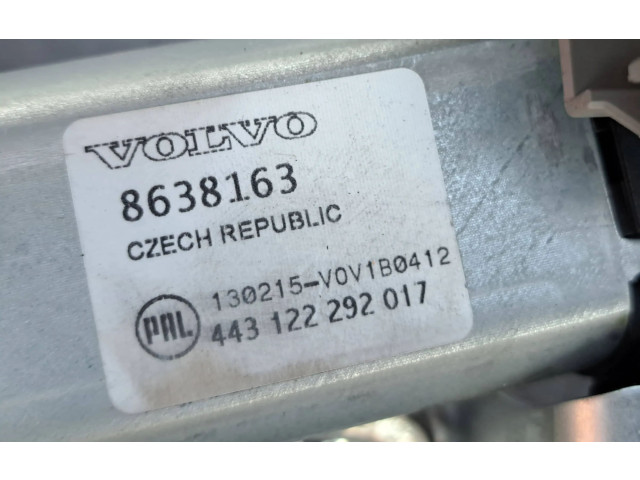 VOLVO
8638163
CZECH REPUBLIC
130215-V0V1B0412
PAL 443 122 292 017